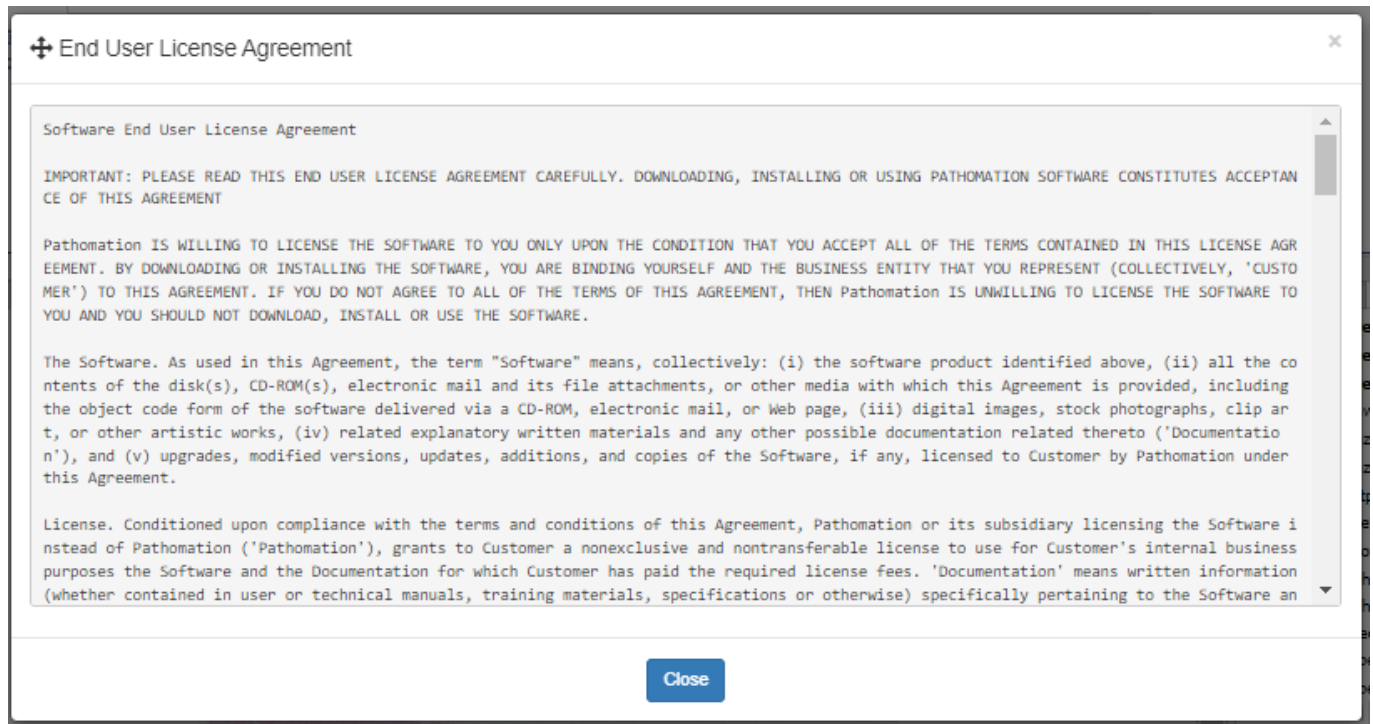 End User License Agreement
×
Software End User License Agreement
IMPORTANT: PLEASE READ THIS END USER LICENSE AGREEMENT CAREFULLY. DOWNLOADING, INSTALLING OR USING PATHOMATION SOFTWARE CONSTITUTES ACCEPTAN
CE OF THIS AGREEMENT
Pathomation IS WILLING TO LICENSE THE SOFTWARE TO YOU ONLY UPON THE CONDITION THAT YOU ACCEPT ALL OF THE TERMS CONTAINED IN THIS LICENSE AGR
EEMENT. BY DOWNLOADING OR INSTALLING THE SOFTWARE, YOU ARE BINDING YOURSELF AND THE BUSINESS ENTITY THAT YOU REPRESENT (COLLECTIVELY, 'CUSTO
MER') TO THIS AGREEMENT. IF YOU DO NOT AGREE TO ALL OF THE TERMS OF THIS AGREEMENT, THEN Pathomation IS UNWILLING TO LICENSE THE SOFTWARE TO
YOU AND YOU SHOULD NOT DOWNLOAD, INSTALL OR USE THE SOFTWARE.
The Software. As used in this Agreement, the term "Software" means, collectively: (i) the software product identified above, (ii) all the co
ntents of the disk(s), CD-ROM(s), electronic mail and its file attachments, or other media with which this Agreement is provided, including
the object code form of the software delivered via a CD-ROM, electronic mail, or Web page, (iii) digital images, stock photographs, clip ar
t, or other artistic works, (iv) related explanatory written materials and any other possible documentation related thereto ('Documentatio
n'), and (v) upgrades, modified versions, updates, additions, and copies of the Software, if any, licensed to Customer by Pathomation under
this Agreement.
License. Conditioned upon compliance with the terms and conditions of this Agreement, Pathomation or its subsidiary licensing the Software i
nstead of Pathomation ('Pathomation'), grants to Customer a nonexclusive and nontransferable license to use for Customer's internal business
purposes the Software and the Documentation for which Customer has paid the required license fees. 'Documentation' means written information
(whether contained in user or technical manuals, training materials, specifications or otherwise) specifically pertaining to the Software an
Close